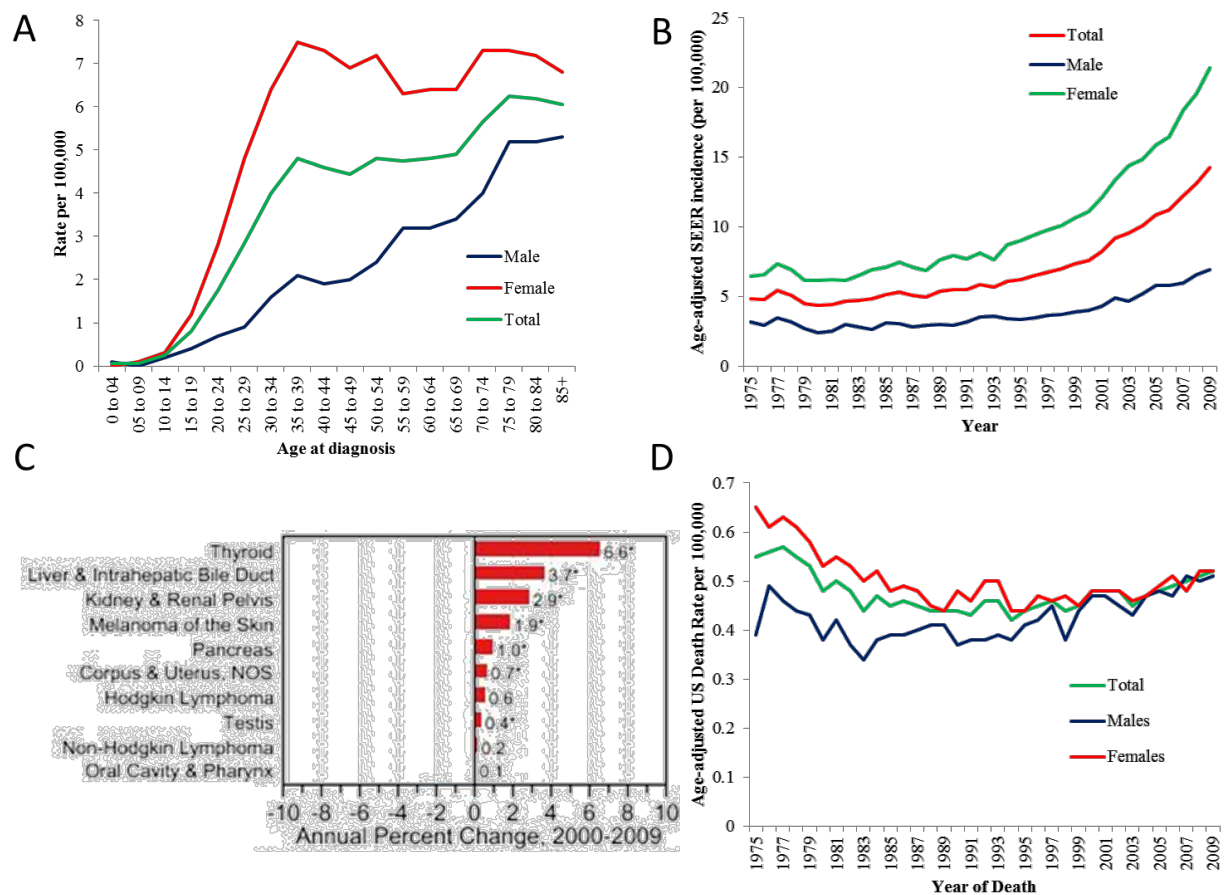 A
8
7
6
5
4
3
2
1
0
Rate per 100,000
Male
Female
Total
0 to 04
05 to 09
10 to 14
15 to 19
20 to 24
25 to 29
30 to 34
35 to 39
40 to 44
45 to 49
50 to 54
55 to 59
60 to 64
65 to 69
70 to 74
75 to 79
80 to 84
85+
Age at diagnosis
B
25
20
15
10
5
0
Age-adjusted SEER incidence (per 100,000)
Total
Male
Female
1975
1977
1979
1981
1983
1985
1987
1989
1991
1993
1995
1997
1999
2001
2003
2005
2007
2009
Year
C
Thyroid 6.6*
Liver & Intrahepatic Bile Duct 3.7*
Kidney & Renal Pelvis 2.9*
Melanoma of the Skin 1.9*
Pancreas 1.0*
Corpus & Uterus, NOS 0.7*
Hodgkin Lymphoma 0.6
Testis 0.4*
Non-Hodgkin Lymphoma 0.2
Oral Cavity & Pharynx 0.1
-10 -8 -6 -4 -2 0 2 4 6 8 10
Annual Percent Change, 2000-2009
D
0.7
0.6
0.5
0.4
0.3
0.2
0.1
0
Age-adjusted US Death Rate per 100,000
Total
Males
Females
1975
1977
1979
1981
1983
1985
1987
1989
1991
1993
1995
1997
1999
2001
2003
2005
2007
2009
Year of Death